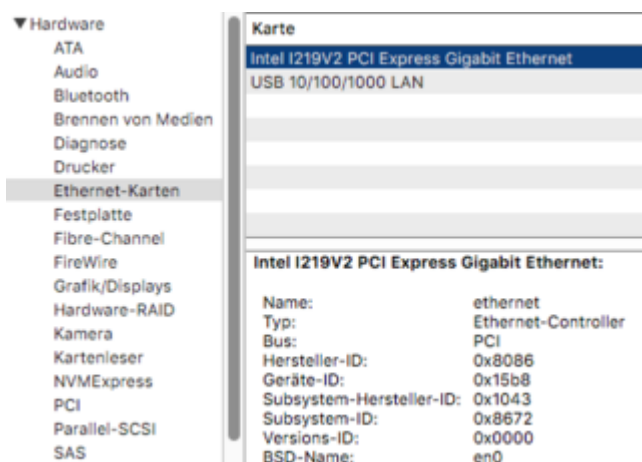 ▼Hardware
ATA
Audio
Bluetooth
Brennen von Medien
Diagnose
Drucker
Ethernet-Karten
Festplatte
Fibre-Channel
FireWire
Grafik/Displays
Hardware-RAID
Kamera
Kartenleser
NVMExpress
PCI
Parallel-SCSI
SAS
Karte
Intel I219V2 PCI Express Gigabit Ethernet
USB 10/100/1000 LAN
Intel I219V2 PCI Express Gigabit Ethernet:
Name: ethernet
Typ: Ethernet-Controller
Bus: PCI
Hersteller-ID: 0x8086
Geräte-ID: 0x15b8
Subsystem-Hersteller-ID: 0x1043
Subsystem-ID: 0x8672
Versions-ID: 0x0000
BSD-Name: en0